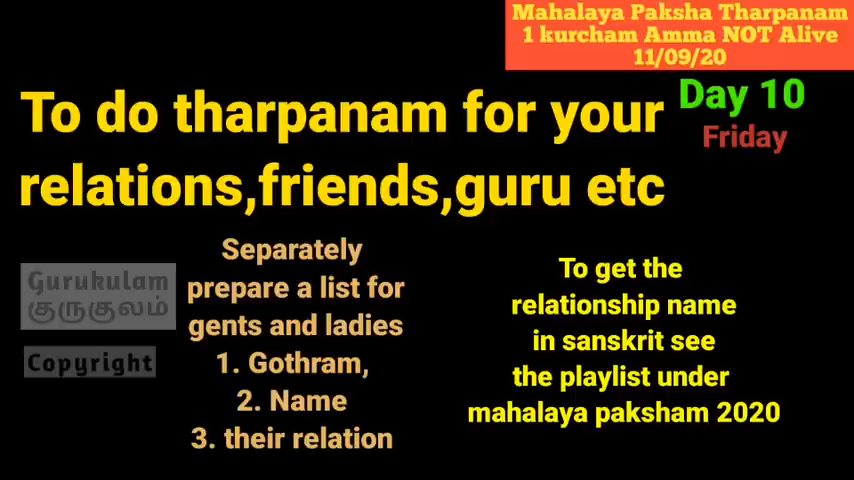 Mahalaya Paksha Tharpanam
1 kurcham Amma NOT Alive
11/09/20
To do tharpanam for your
relations,friends,guru etc
Day 10
Friday
Gurukulam
குருகுலம்
Copyright
Separately
prepare a list for
gents and ladies
1. Gothram,
2. Name
3. their relation
To get the
relationship name
in sanskrit see
the playlist under
mahalaya paksham 2020